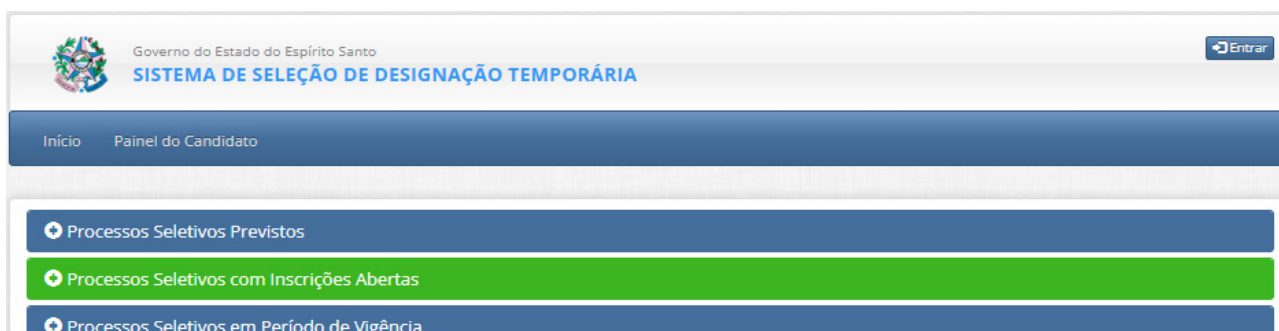 Governo do Estado do Espírito Santo
SISTEMA DE SELEÇÃO DE DESIGNAÇÃO TEMPORÁRIA
Entrar
Início Painel do Candidato
Processos Seletivos Previstos
Processos Seletivos com Inscrições Abertas
Processos Seletivos em Período de Vigência